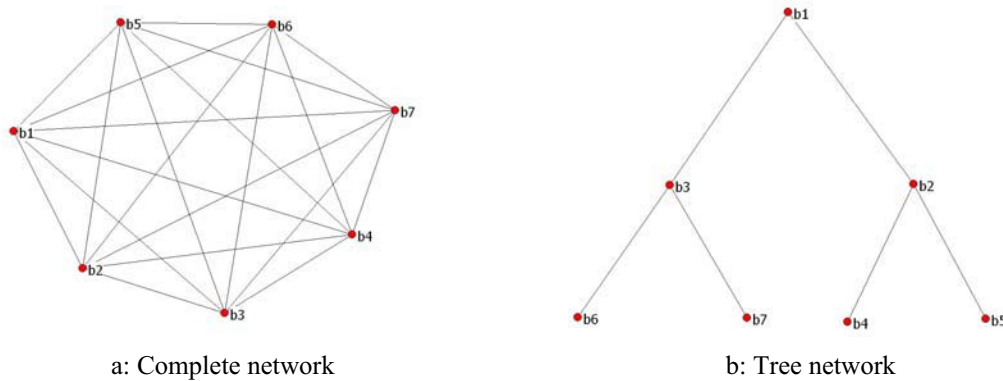 b5 b6 b1
b7
b1
b3 b2
b4
b2
b3 b6 b7 b4 b5
a: Complete network b: Tree network